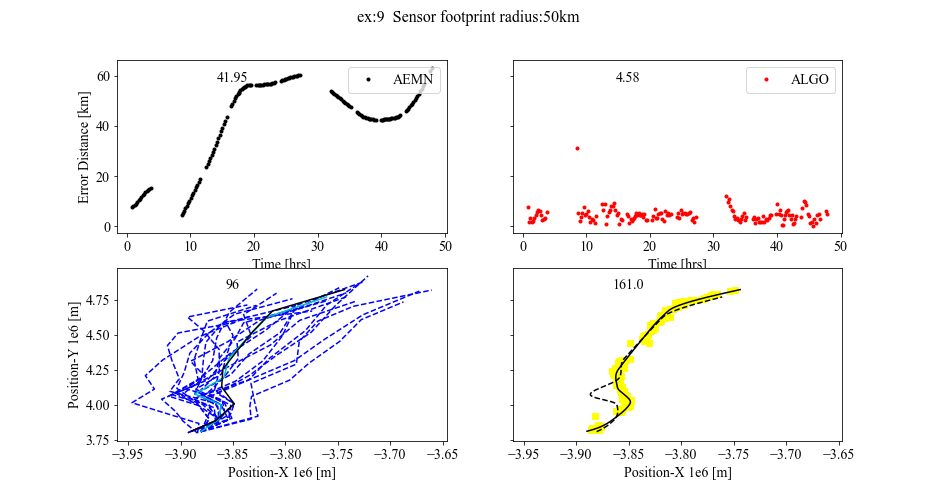 ex:9  Sensor footprint radius:50km
41.95
AEMN
Error Distance [km]
60
40
20
0
0 10 20 30 40 50
Time [hrs]
4.58
ALGO
0 10 20 30 40 50
Time [hrs]
96
Position-Y 1e6 [m]
4.75
4.50
4.25
4.00
3.75
−3.95 −3.90 −3.85 −3.80 −3.75 −3.70 −3.65
Position-X 1e6 [m]
161.0
−3.95 −3.90 −3.85 −3.80 −3.75 −3.70 −3.65
Position-X 1e6 [m]